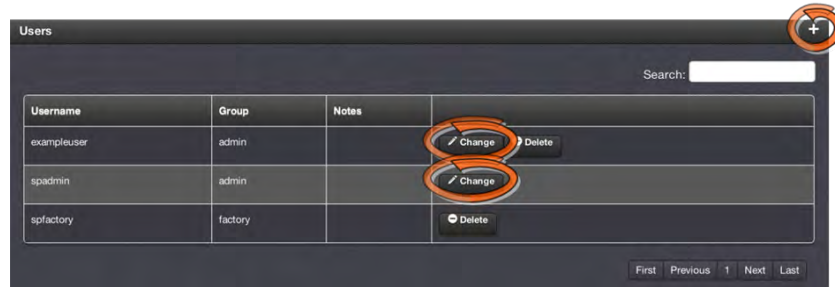 Users +
Search:
Username Group Notes
exampleuser admin Change Delete
spadmin admin Change
spfactory factory Delete
First Previous 1 Next Last